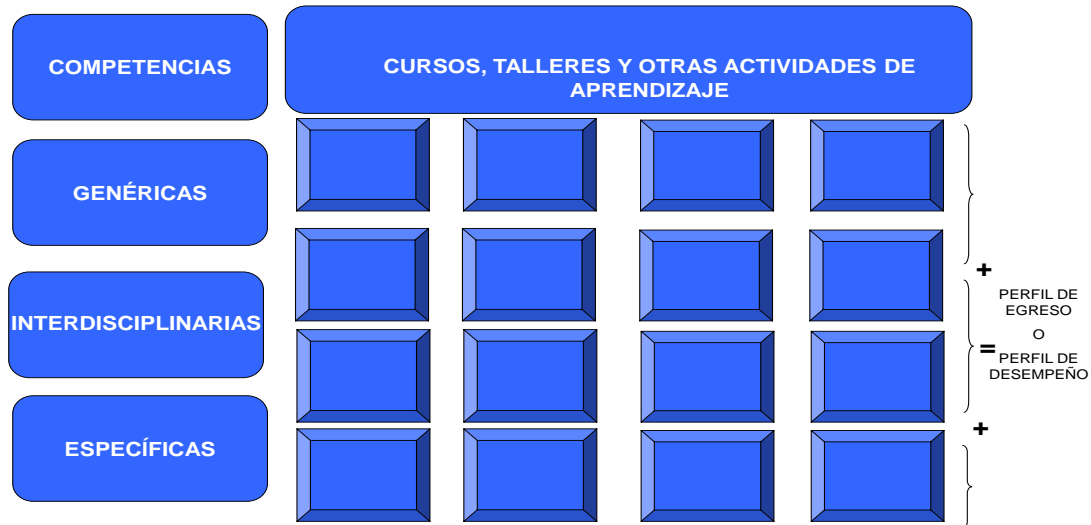 COMPETENCIAS
CURSOS, TALLERES Y OTRAS ACTIVIDADES DE
APRENDIZAJE
GENÉRICAS
INTERDISCIPLINARIAS
ESPECÍFICAS
+
PERFIL DE
EGRESO
O
=
PERFIL DE
DESEMPEÑO
+